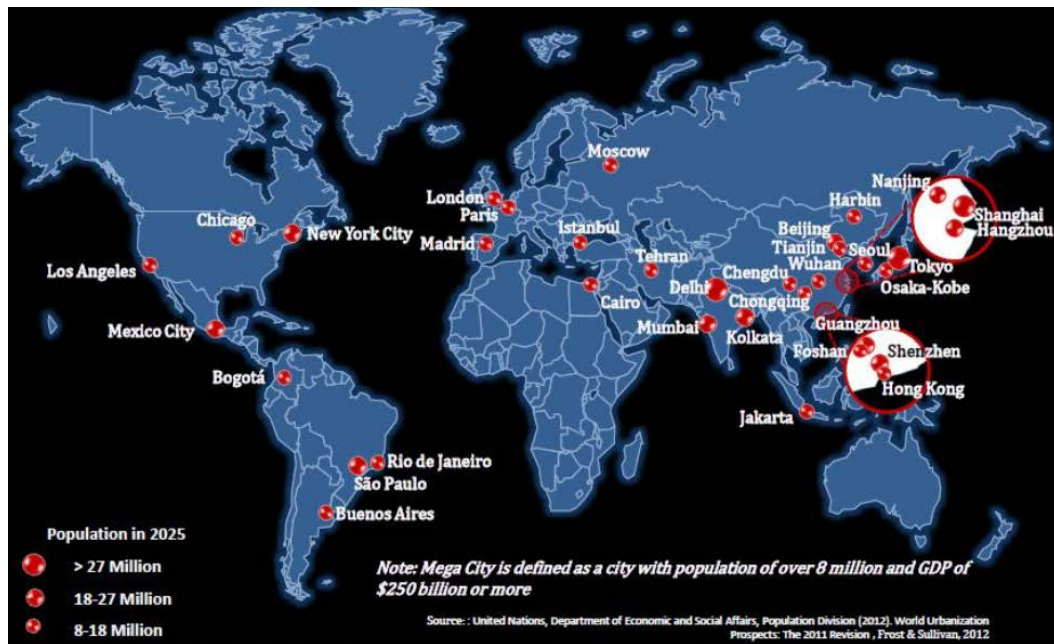 Moscow
Nanjing
London
Harbin
Paris
Shanghai
Chicago
New York City
Madrid
Istanbul
Beijing
Hangzhou
Tianjin
Seoul
Los Angeles
Tehran
Wuhan
Tokyo
Chengdu
Osaka-Kobe
Delhi
Cairo
Chongqing
Mexico City
Mumbai
Kolkata
Guangzhou
Foshan
Shenzhen
Bogotá
Hong Kong
Jakarta
Rio de Janeiro
São Paulo
Buenos Aires
Population in 2025
> 27 Million
18-27 Million
8-18 Million
Note: Mega City is defined as a city with population of over 8 million and GDP of
$250 billion or more
Source: : United Nations, Department of Economic and Social Affairs, Population Division (2012). World Urbanization
Prospects: The 2011 Revision , Frost & Sullivan, 2012